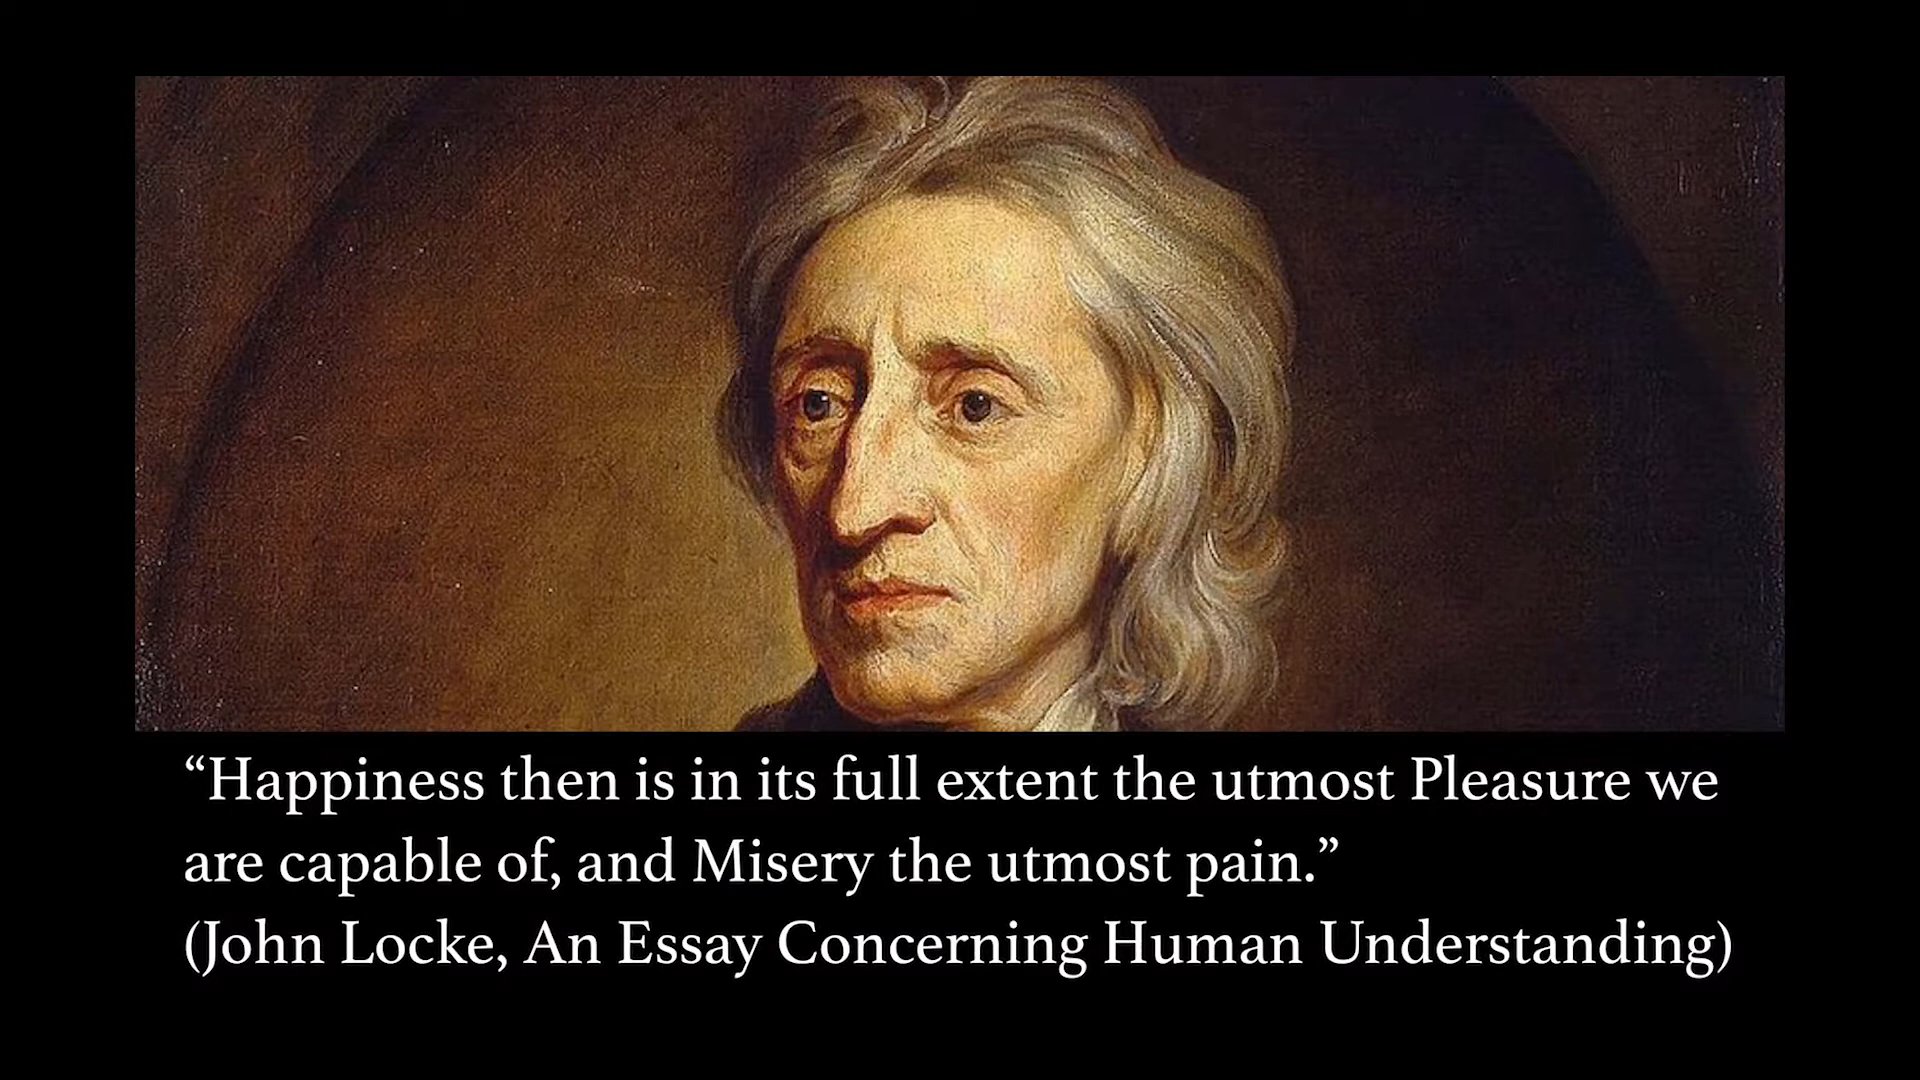 “Happiness then is in its full extent the utmost Pleasure we
are capable of, and Misery the utmost pain.”
(John Locke, An Essay Concerning Human Understanding)